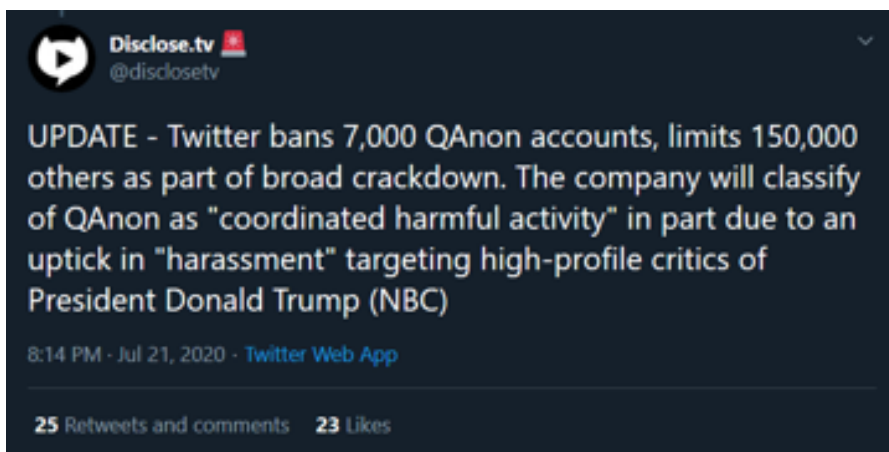 Disclose.tv 🚨
@disclosetv
UPDATE - Twitter bans 7,000 QAnon accounts, limits 150,000
others as part of broad crackdown. The company will classify
of QAnon as "coordinated harmful activity" in part due to an
uptick in "harassment" targeting high-profile critics of
President Donald Trump (NBC)
8:14 PM · Jul 21, 2020 · Twitter Web App
25 Retweets and comments 23 Likes